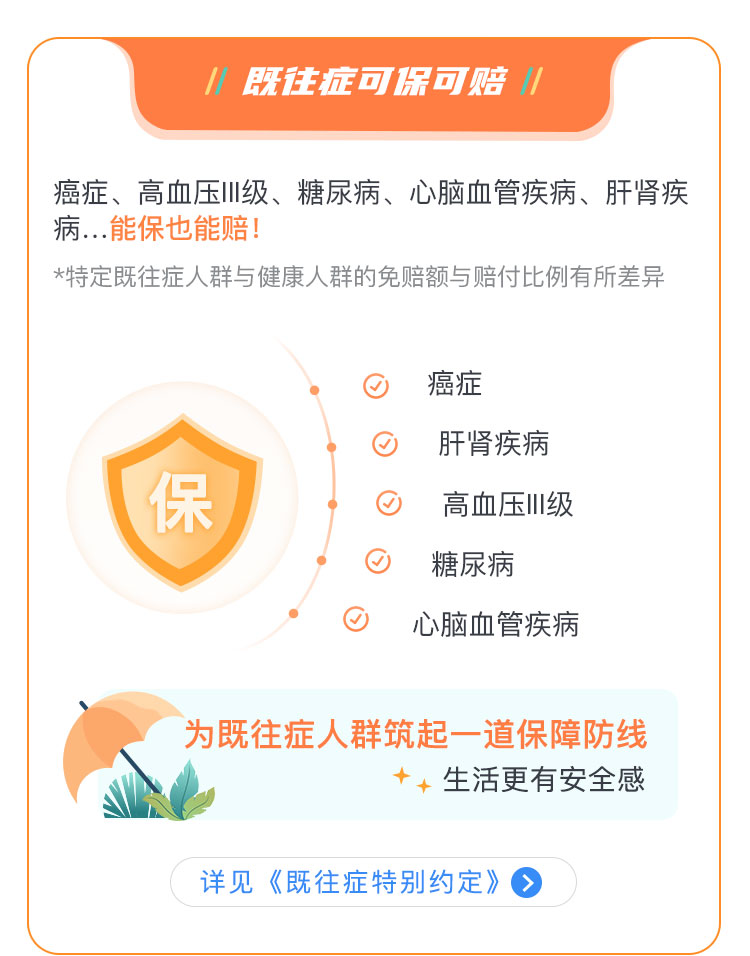 既往症可保可赔
癌症、高血压III级、糖尿病、心脑血管疾病、肝肾疾
病...能保也能赔!
*特定既往症人群与健康人群的免赔额与赔付比例有所差异
癌症
肝肾疾病
保
高血压III级
糖尿病
心脑血管疾病
为既往症人群筑起一道保障防线
生活更有安全感
详见《既往症特别约定》